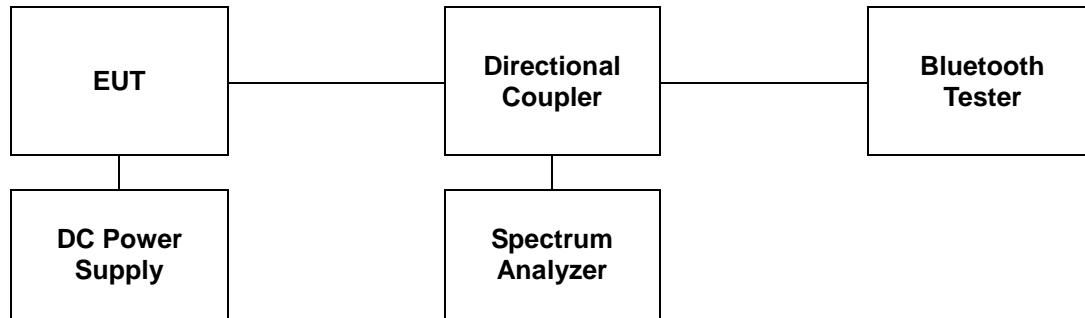 EUT
Directional
Coupler
Bluetooth
Tester
DC Power
Supply
Spectrum
Analyzer